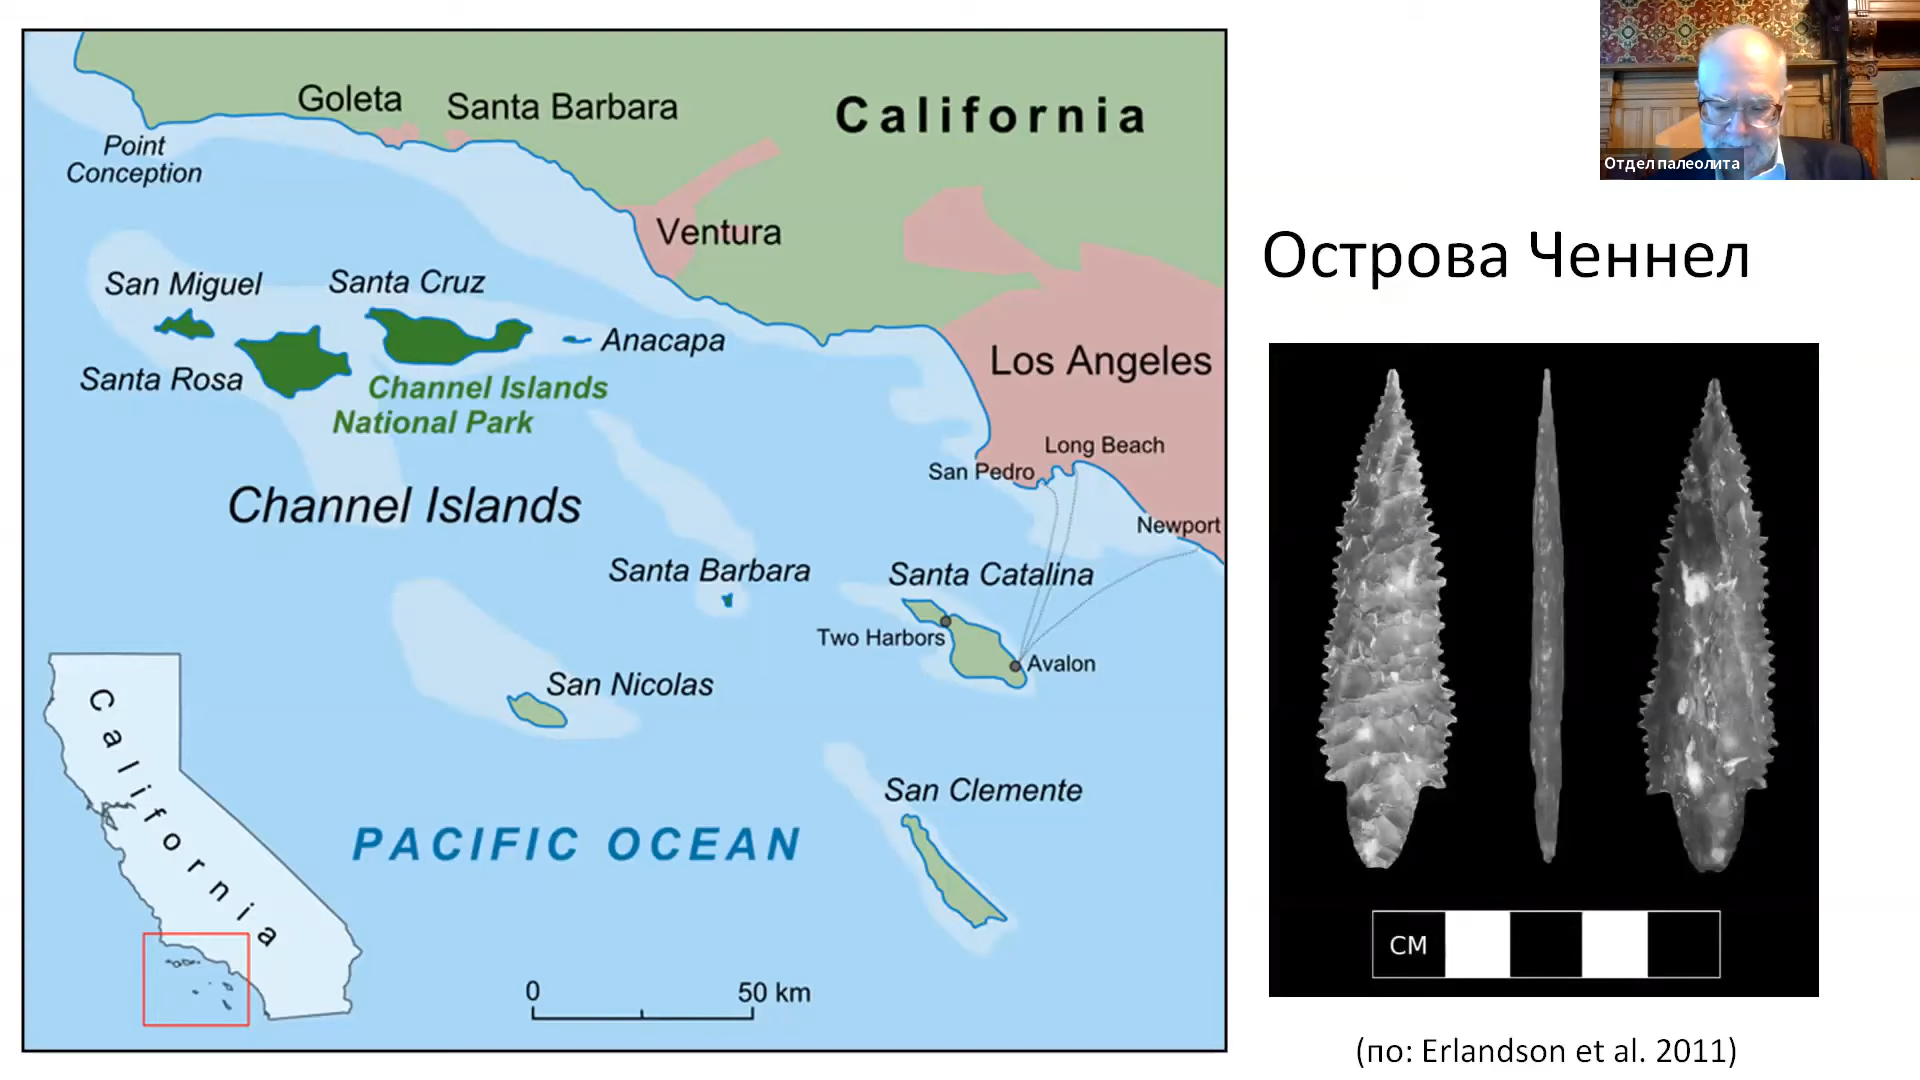 Отдел палеолита
Goleta
Santa Barbara
California
Point
Conception
Ventura
San Miguel
Santa Cruz
Anacapa
Santa Rosa
Channel Islands
National Park
Los Angeles
Long Beach
San Pedro
Newport
Channel Islands
Santa Barbara
Santa Catalina
Two Harbors
Avalon
San Nicolas
San Clemente
PACIFIC OCEAN
California
0
50 km
Острова Ченнел
CM
(по: Erlandson et al. 2011)